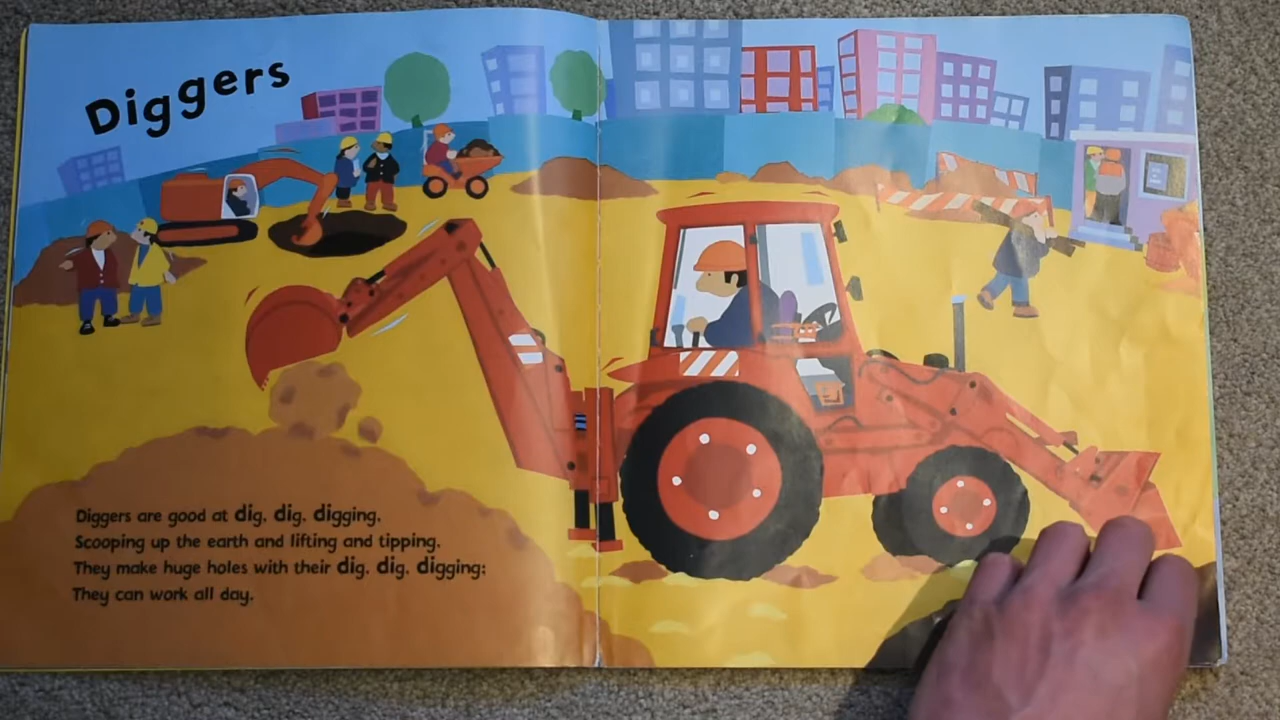 Diggers
Diggers are good at dig, dig, digging,
Scooping up the earth and lifting and tipping.
They make huge holes with their dig, dig, digging;
They can work all day.